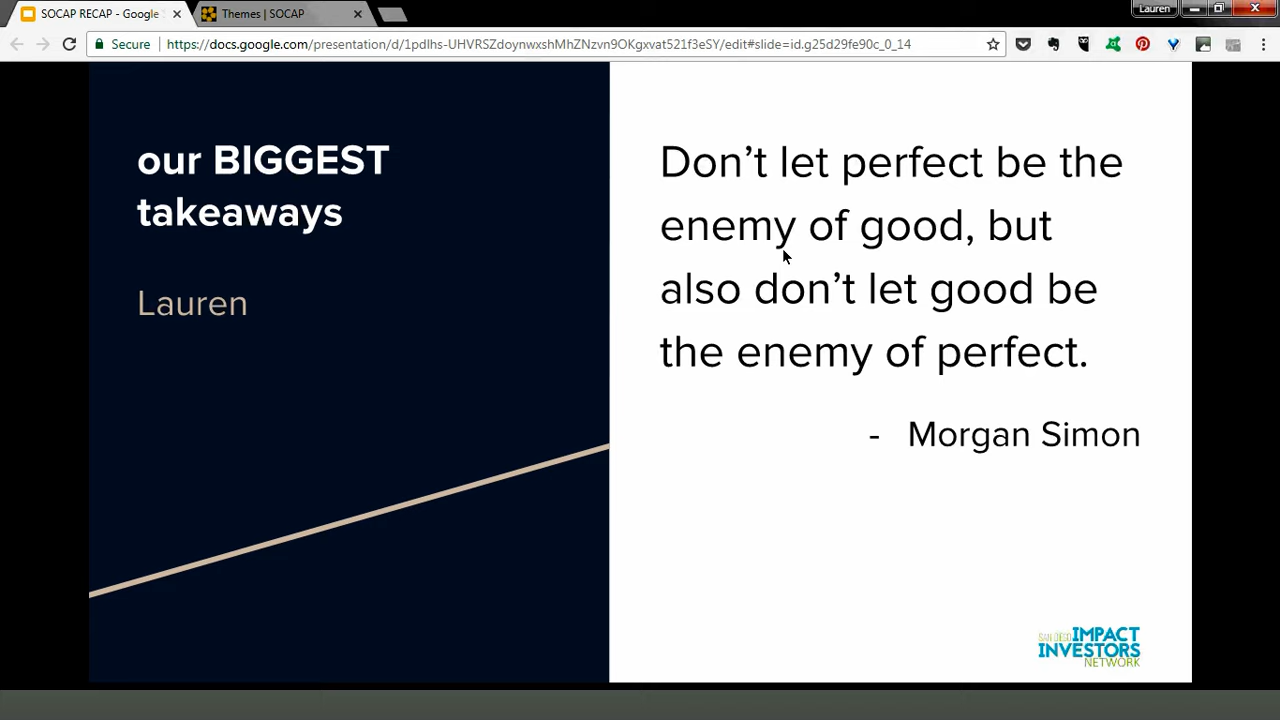 SOCAP RECAP - Google
Themes | SOCAP
Lauren
Secure
https://docs.google.com/presentation/d/1pdlhs-UHVRSZdoynwxshMhZNzvn9OKgxvat521f3eSY/edit#slide=id.g25d28fe90c_0_14
our BIGGEST
takeaways
Lauren
Don’t let perfect be the
enemy of good, but
also don’t let good be
the enemy of perfect.
- Morgan Simon
SAN DIEGO IMPACT
INVESTORS
NETWORK